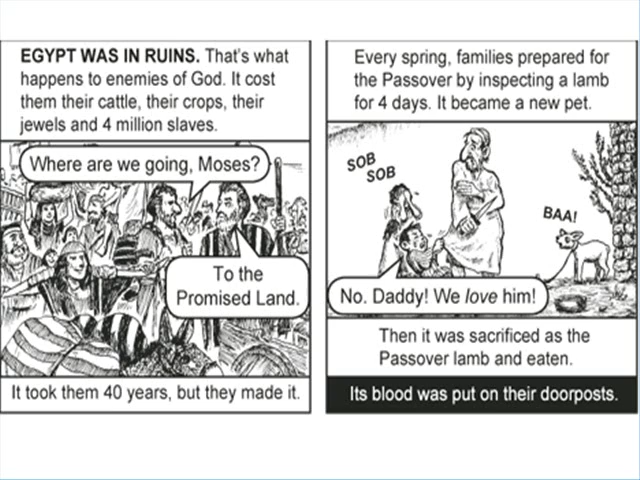 EGYPT WAS IN RUINS. That's what
happens to enemies of God. It cost
them their cattle, their crops, their
jewels and 4 million slaves.
Where are we going, Moses?
To the
Promised Land.
It took them 40 years, but they made it.
Every spring, families prepared for
the Passover by inspecting a lamb
for 4 days. It became a new pet.
SOB
SOB
BAA!
No. Daddy! We love him!
Then it was sacrificed as the
Passover lamb and eaten.
Its blood was put on their doorposts.